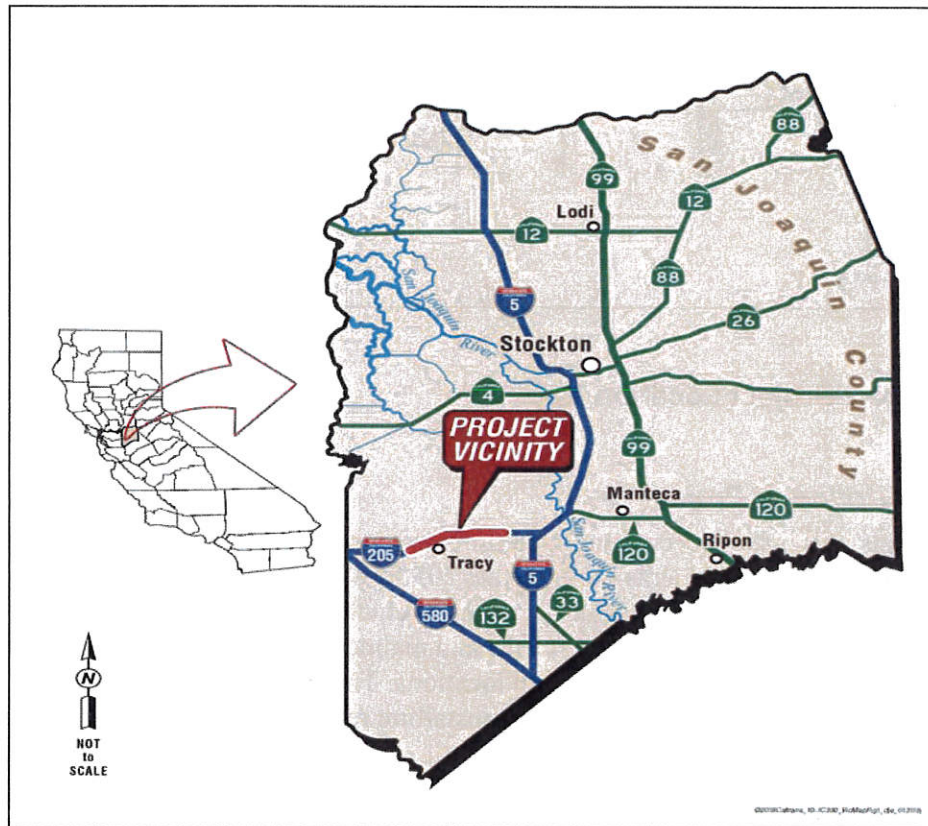 88
San Joaquin County
99
12
Lodi
12
88
5
San Joaquin
River
26
Stockton
4
PROJECT
VICINITY
99
Manteca
120
205
Tracy
San Joaquin River
120
Ripon
5
33
580
132
N
NOT
to
SCALE